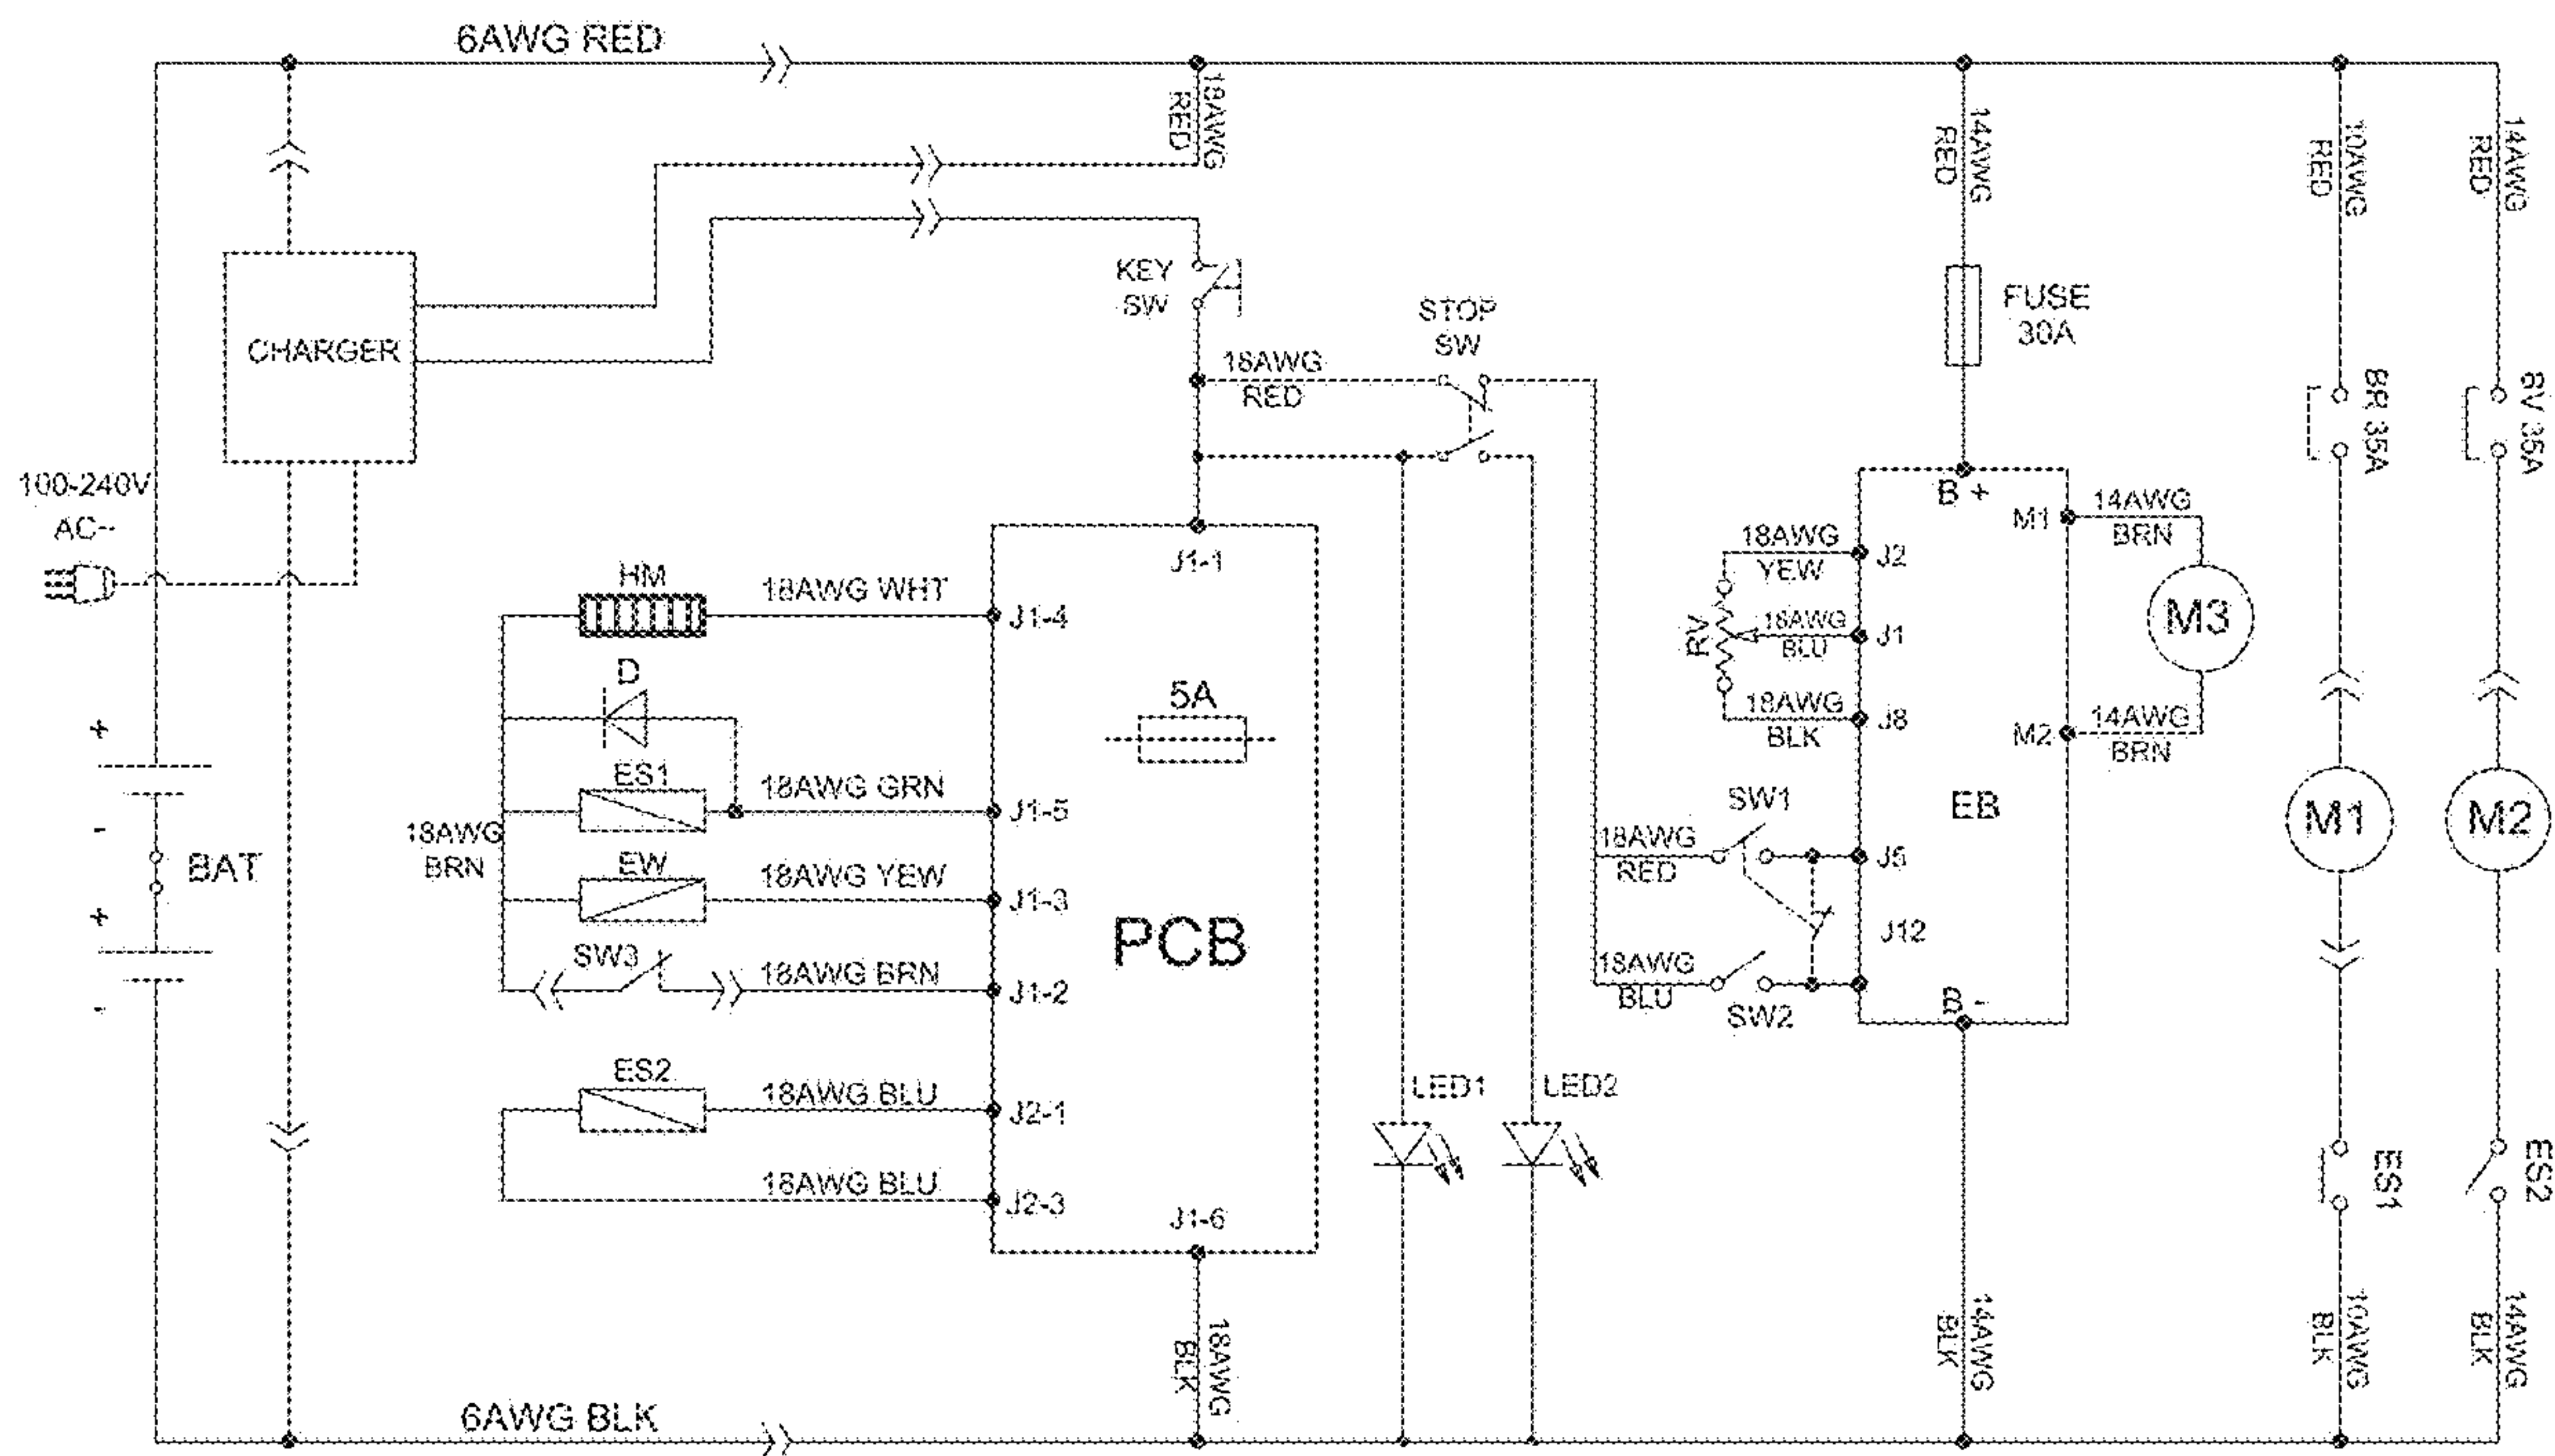 6AWG RED
18AWG
RED
14AWG
RED
10AWG
RED
14AWG
RED
CHARGER
KEY
SW
STOP
SW
FUSE
30A
18AWG
RED
BR 35A
8V 35A
100-240V
AC~
B +
M1
14AWG
BRN
J1-1
18AWG
YEW
J2
HM
18AWG WHT
J1-4
RV
18AWG
BLU
J1
M3
D
5A
18AWG
BLK
J8
M2
14AWG
BRN
+
-
ES1
18AWG GRN
J1-5
SW1
EB
M1
M2
18AWG
BRN
BAT
EW
18AWG YEW
J1-3
18AWG
RED
J5
+
-
PCB
J12
SW3
18AWG BRN
J1-2
18AWG
BLU
SW2
B -
ES2
18AWG BLU
J2-1
LED1
LED2
18AWG BLU
J2-3
J1-6
ES1
ES2
18AWG
BLK
14AWG
BLK
10AWG
BLK
14AWG
BLK
6AWG BLK